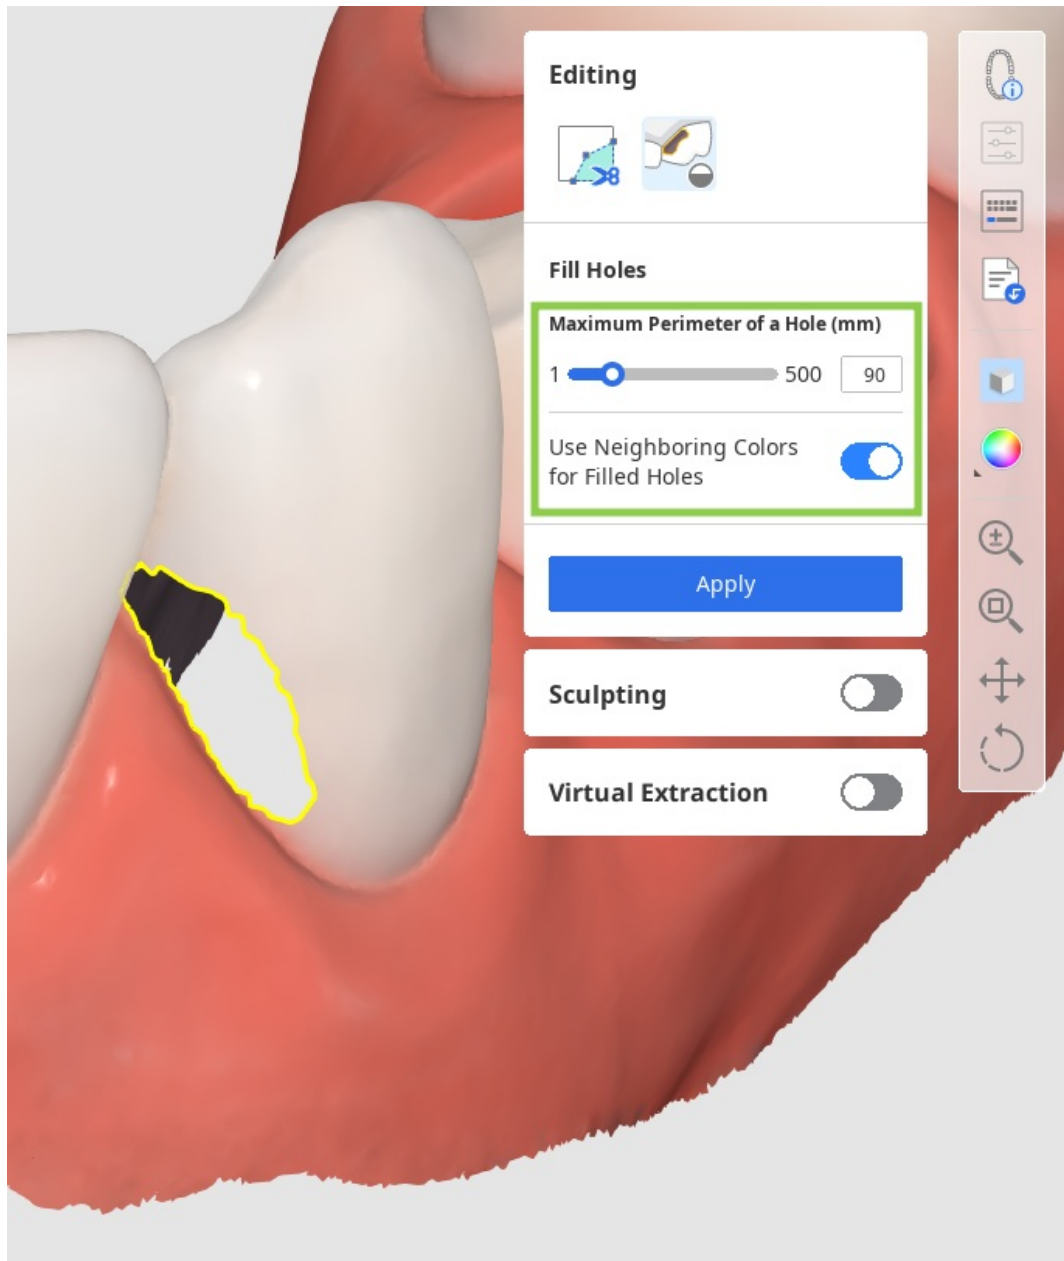 Editing
Fill Holes
Maximum Perimeter of a Hole (mm)
1 500 90
Use Neighboring Colors
for Filled Holes
Apply
Sculpting
Virtual Extraction